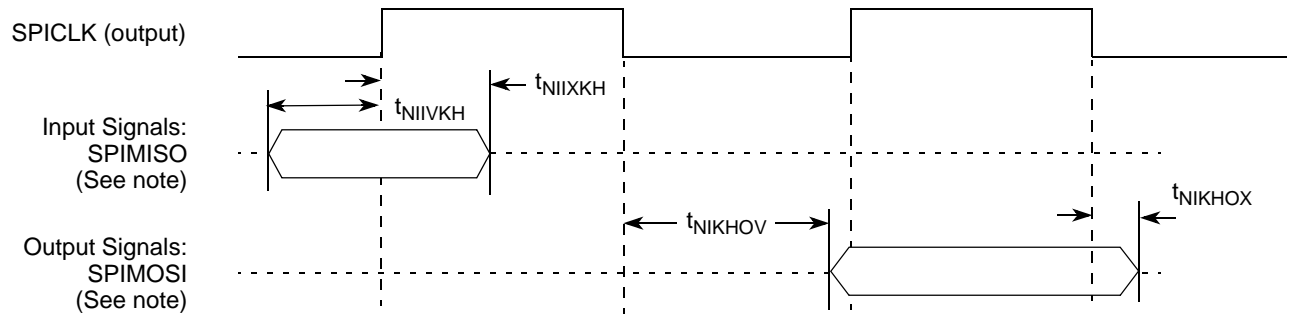 SPICLK (output)
tNIIXKH
tNIIVKH
Input Signals:
SPIMISO
(See note)
tNIKHOX
tNIKHOV
Output Signals:
SPIMOSI
(See note)